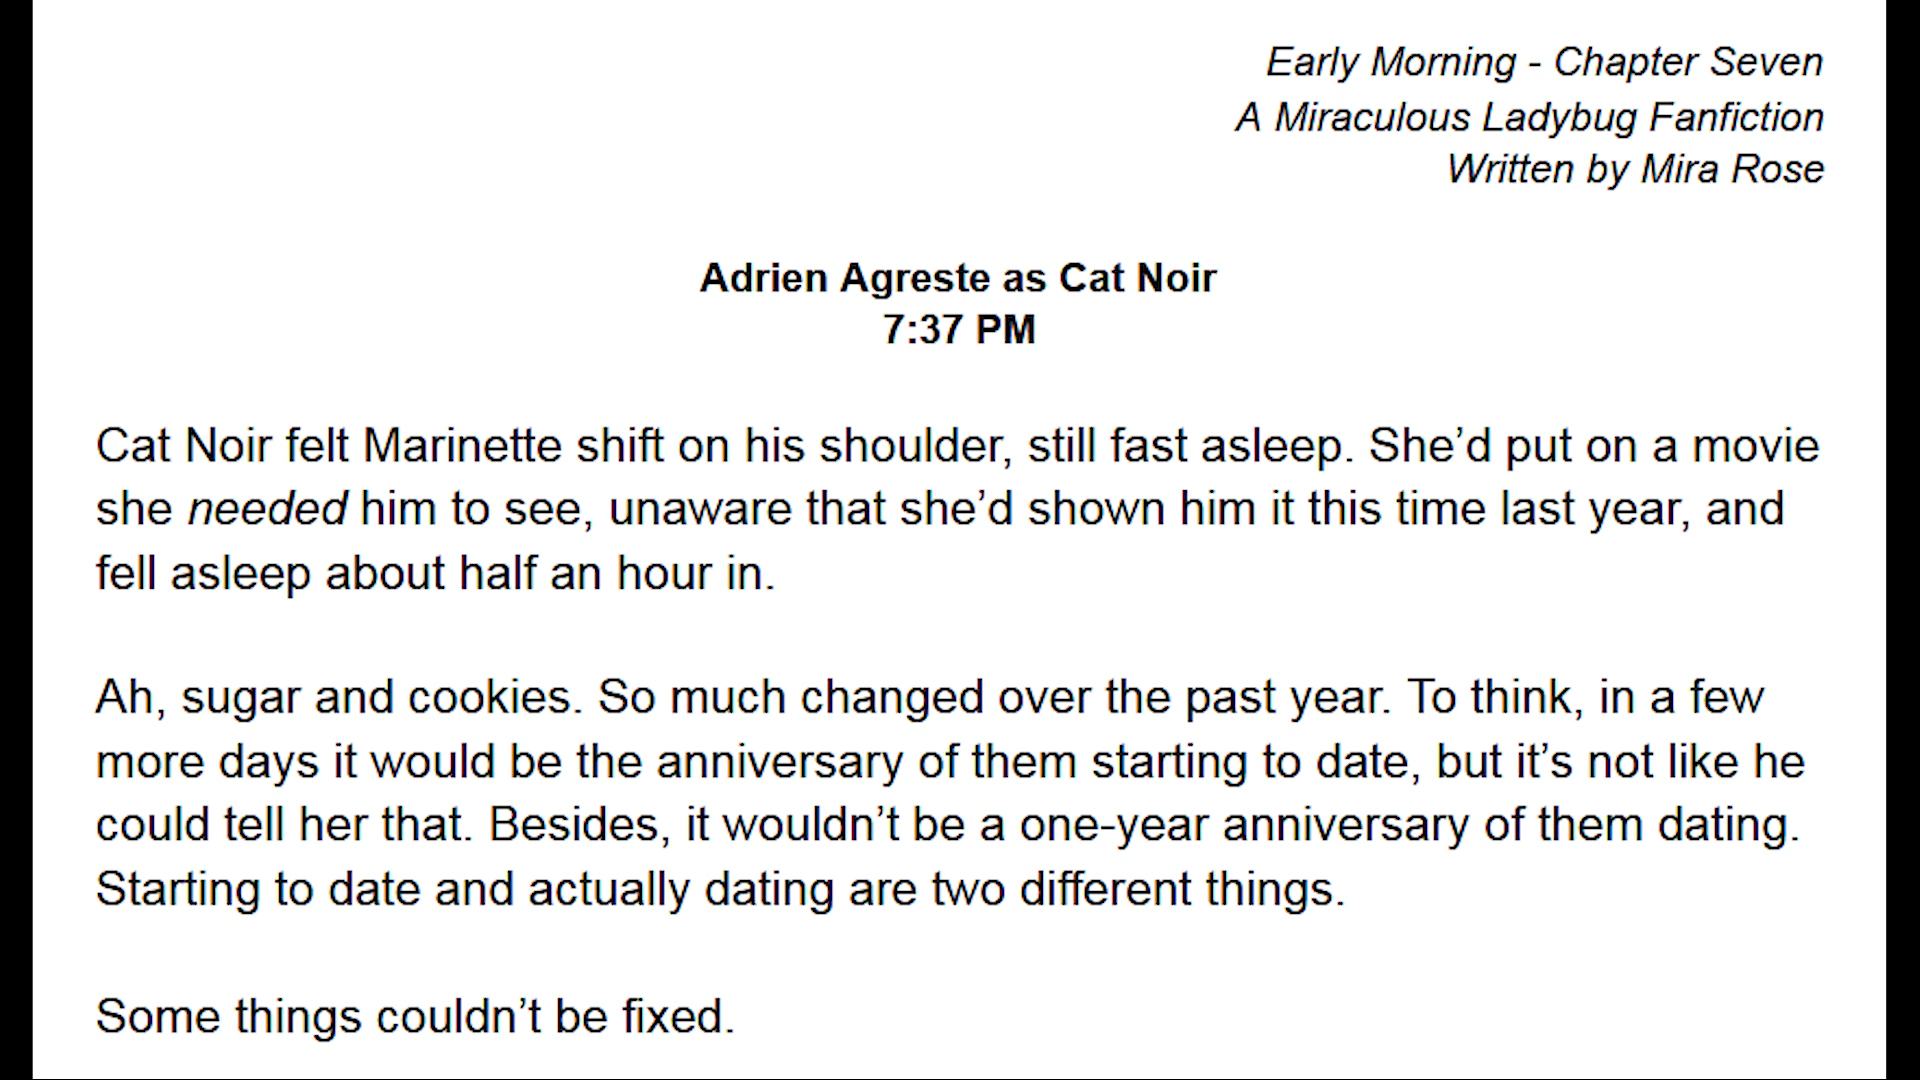 Early Morning - Chapter Seven
A Miraculous Ladybug Fanfiction
Written by Mira Rose
Adrien Agreste as Cat Noir
7:37 PM
Cat Noir felt Marinette shift on his shoulder, still fast asleep. She’d put on a movie
she needed him to see, unaware that she’d shown him it this time last year, and
fell asleep about half an hour in.
Ah, sugar and cookies. So much changed over the past year. To think, in a few
more days it would be the anniversary of them starting to date, but it’s not like he
could tell her that. Besides, it wouldn’t be a one-year anniversary of them dating.
Starting to date and actually dating are two different things.
Some things couldn’t be fixed.